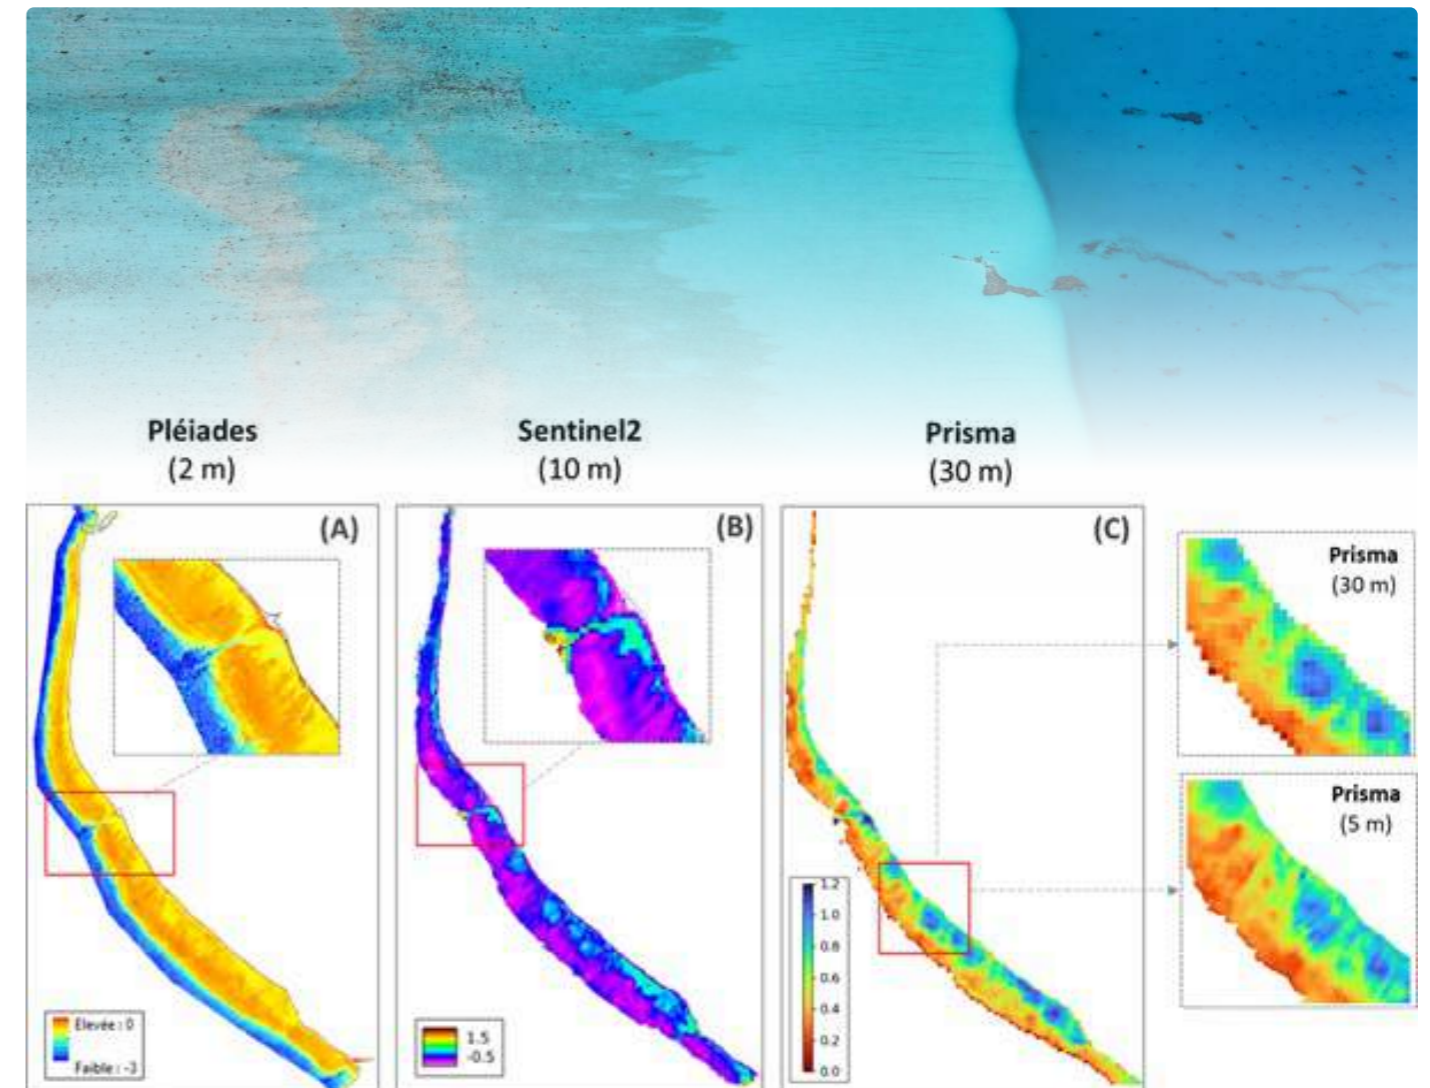 Pléiades
(2 m)
Sentinel2
(10 m)
Prisma
(30 m)
(A)
(B)
(C)
Prisma
(30 m)
Prisma
(5 m)
Elevée : 0
Faible : -3
1.5
-0.5
1.2
1.0
0.8
0.6
0.4
0.2
0.0